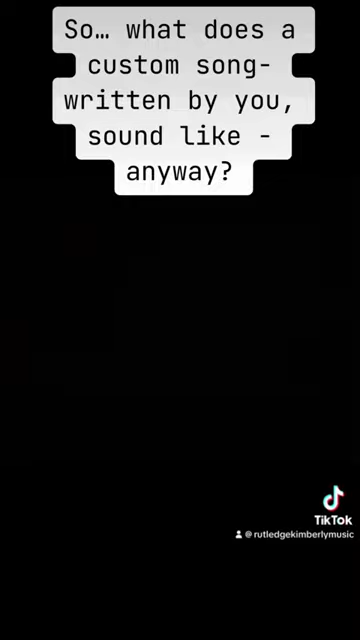 So… what does a
custom song-
written by you,
sound like -
anyway?
TikTok
@rutledgekimberlymusic